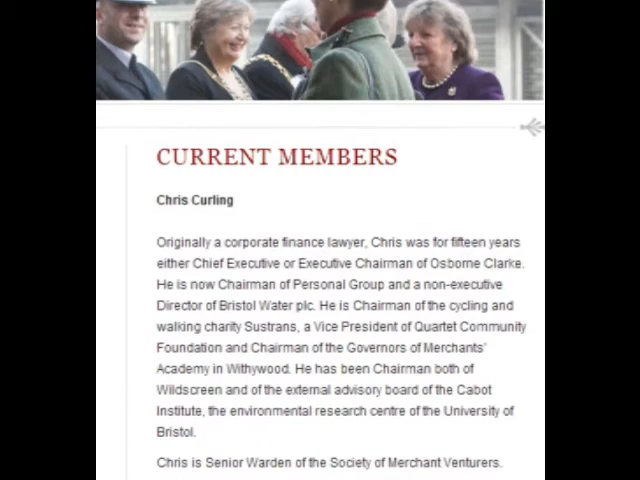 CURRENT MEMBERS
Chris Curling
Originally a corporate finance lawyer, Chris was for fifteen years
either Chief Executive or Executive Chairman of Osborne Clarke.
He is now Chairman of Personal Group and a non-executive
Director of Bristol Water plc. He is Chairman of the cycling and
walking charity Sustrans, a Vice President of Quartet Community
Foundation and Chairman of the Governors of Merchants'
Academy in Withywood. He has been Chairman both of
Wildscreen and of the external advisory board of the Cabot
Institute, the environmental research centre of the University of
Bristol.
Chris is Senior Warden of the Society of Merchant Venturers.